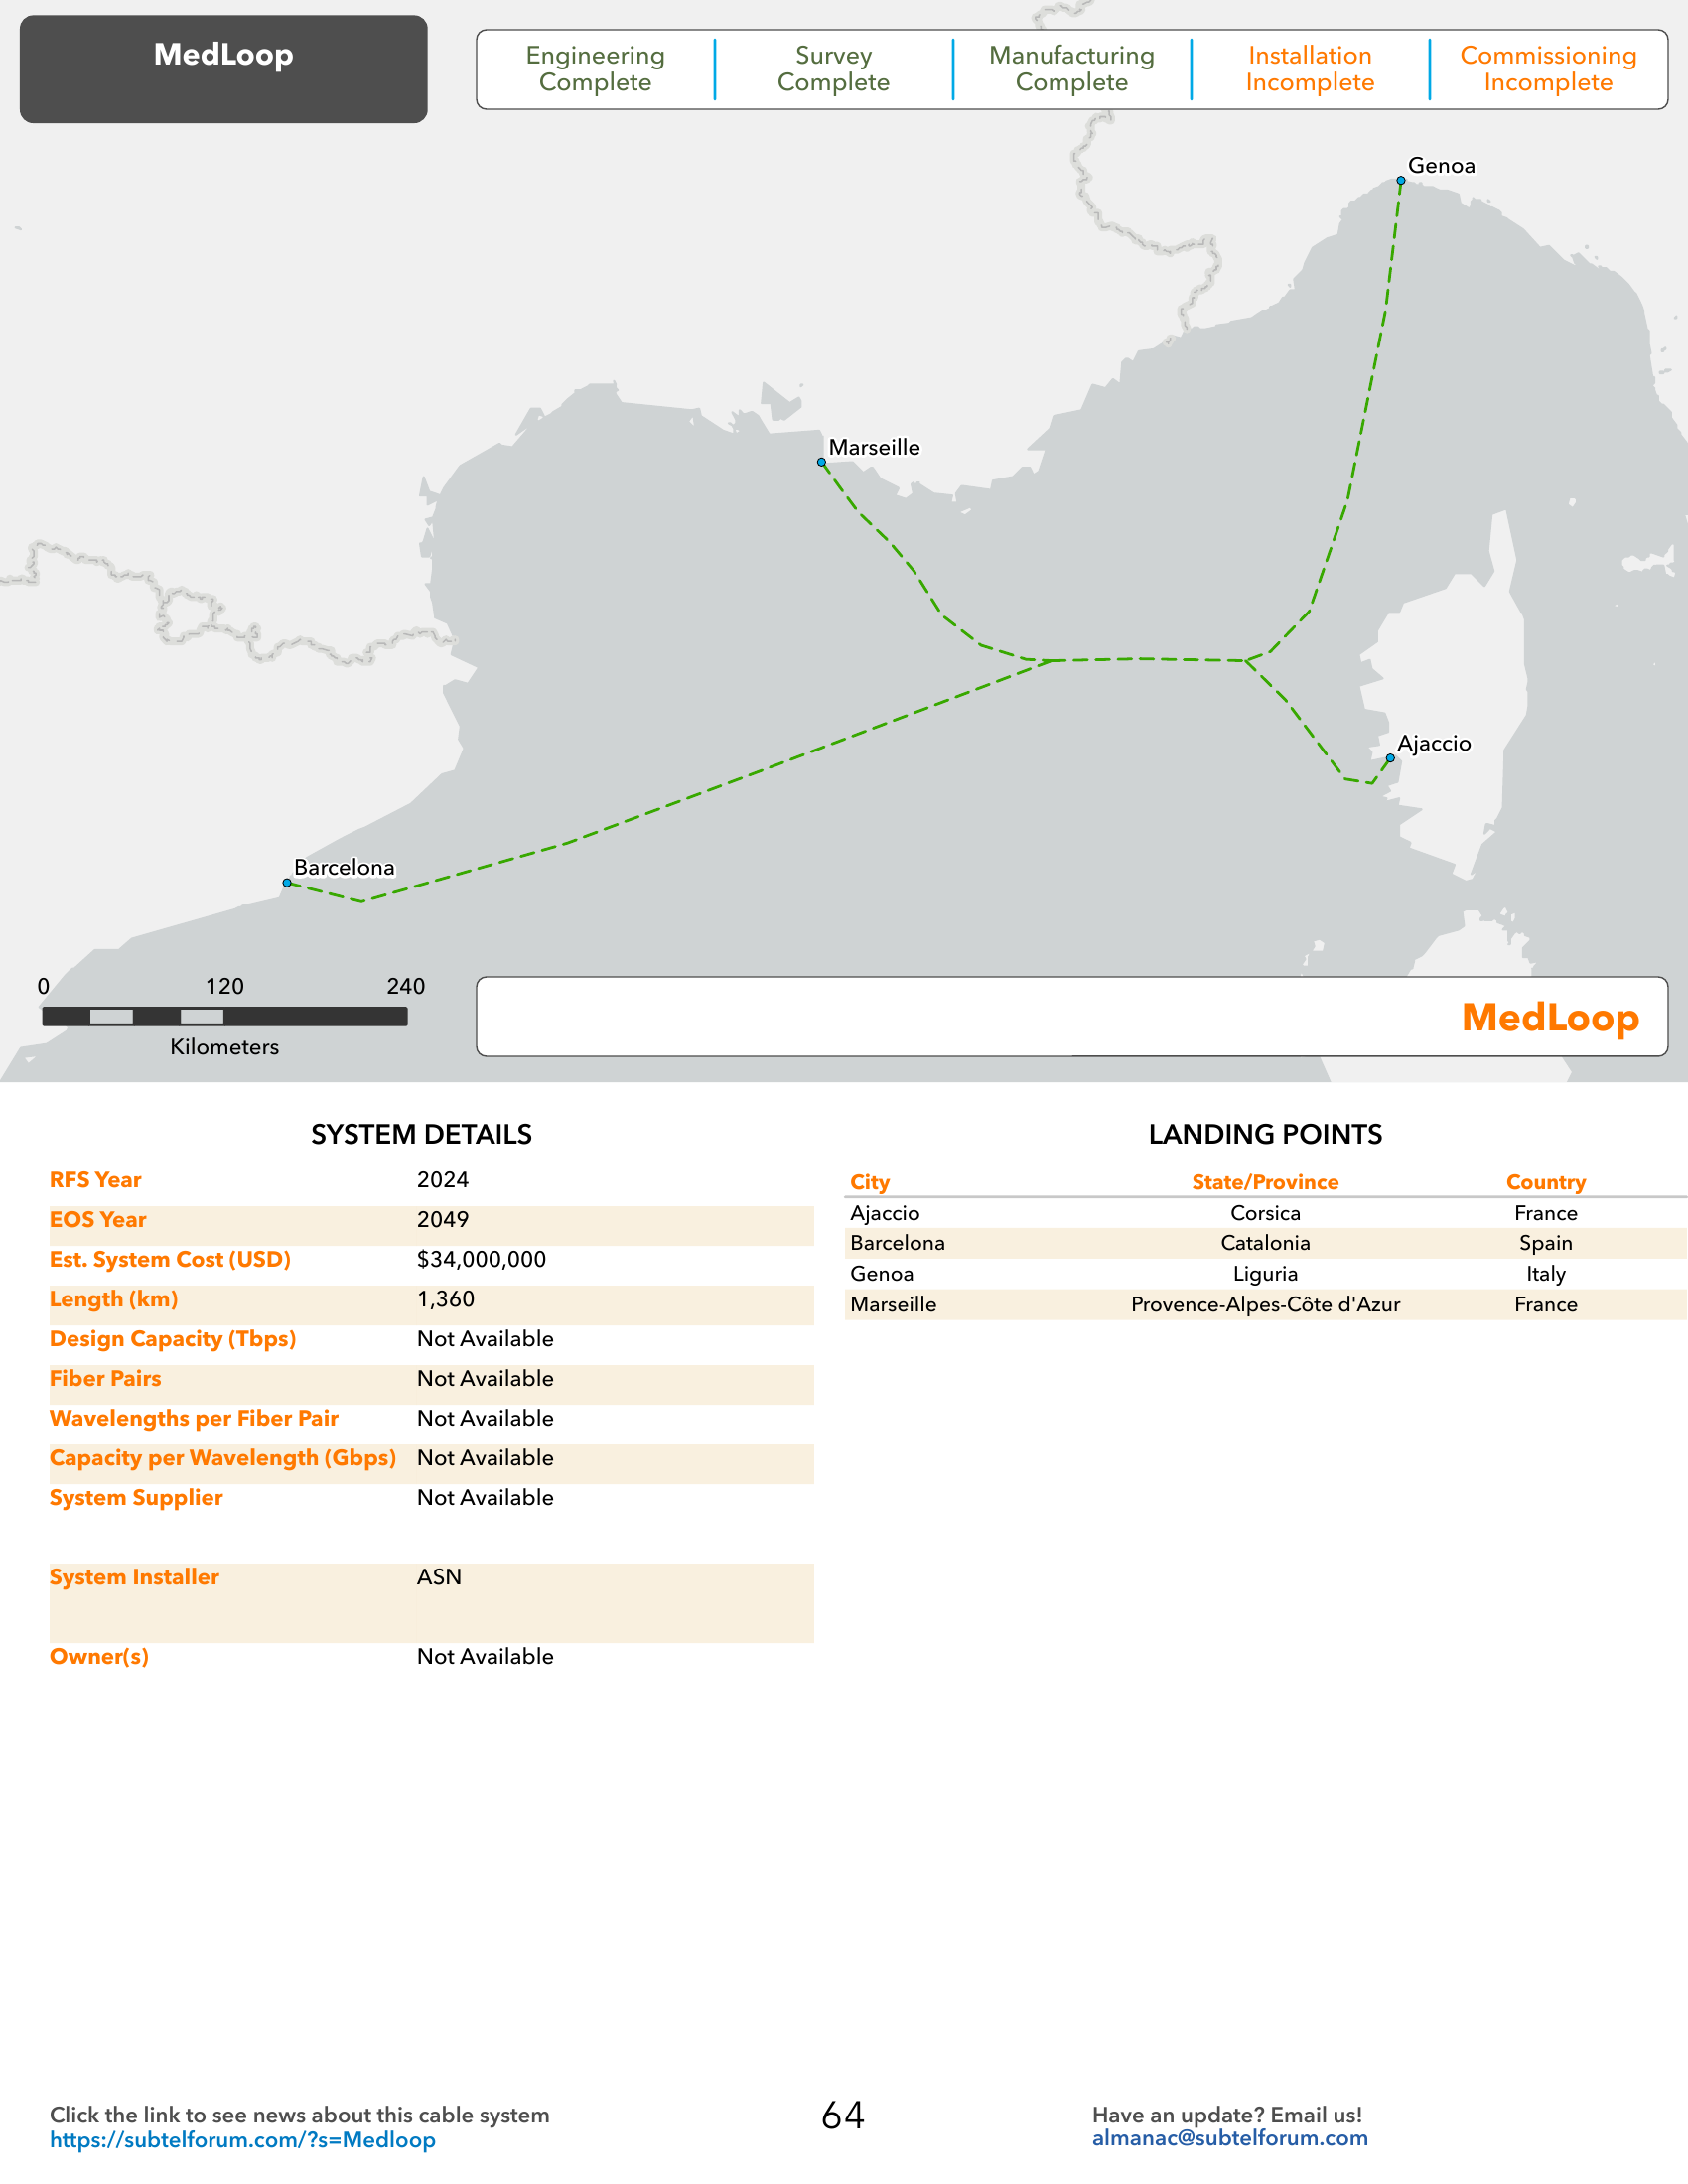 MedLoop
Engineering
Complete
Survey
Complete
Manufacturing
Complete
Installation
Incomplete
Commissioning
Incomplete
Genoa
Marseille
Ajaccio
Barcelona
0 120 240
Kilometers
MedLoop
SYSTEM DETAILS
RFS Year 2024
EOS Year 2049
Est. System Cost (USD) $34,000,000
Length (km) 1,360
Design Capacity (Tbps) Not Available
Fiber Pairs Not Available
Wavelengths per Fiber Pair Not Available
Capacity per Wavelength (Gbps) Not Available
System Supplier Not Available
System Installer ASN
Owner(s) Not Available
LANDING POINTS
City State/Province Country
Ajaccio Corsica France
Barcelona Catalonia Spain
Genoa Liguria Italy
Marseille Provence-Alpes-Côte d'Azur France
Click the link to see news about this cable system
https://subtelforum.com/?s=Medloop
64
Have an update? Email us!
almanac@subtelforum.com